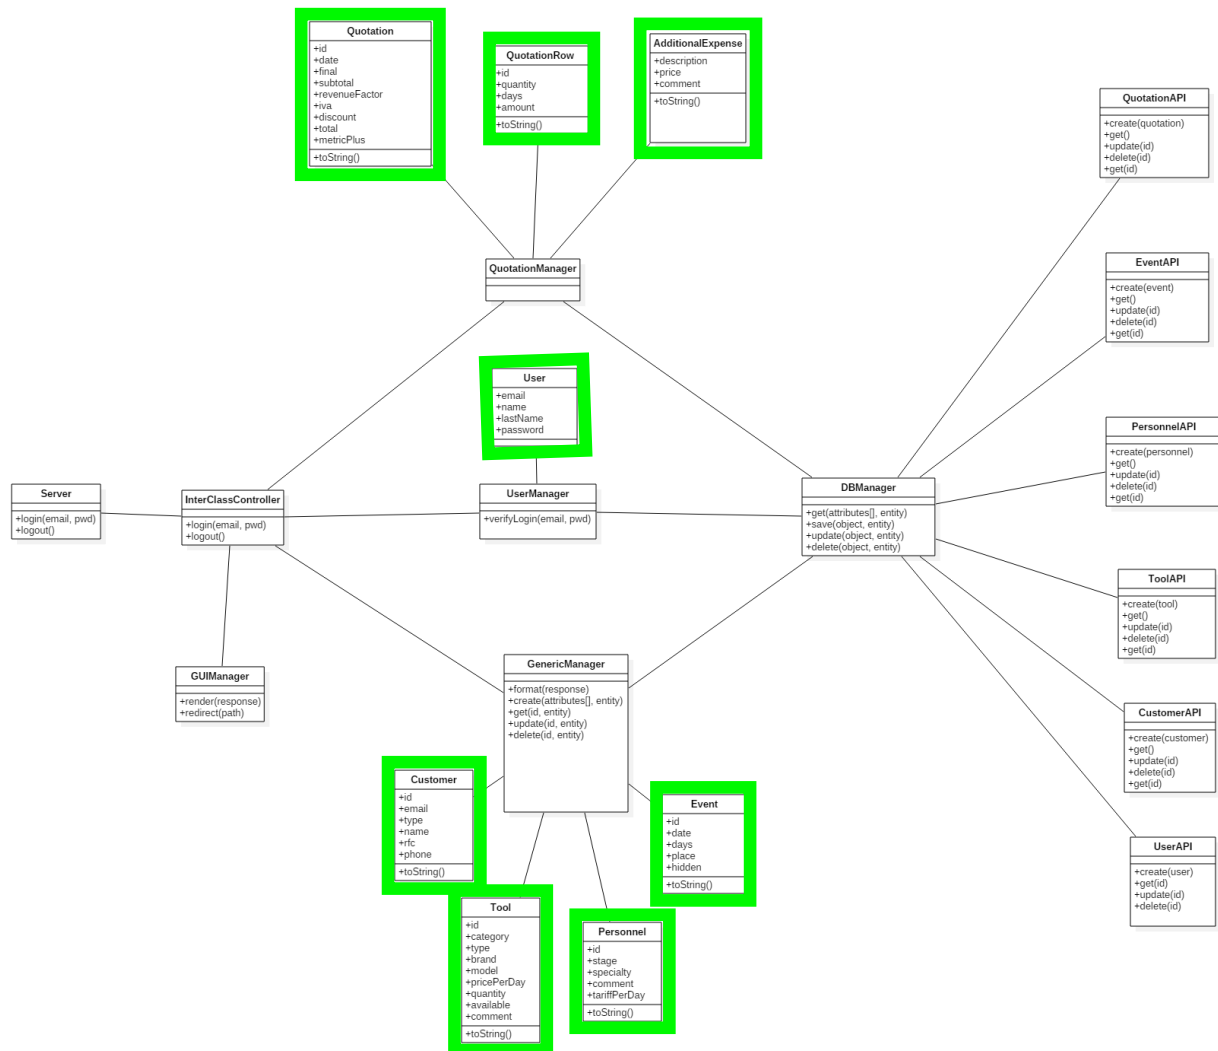 Quotation
+id
+date
+final
+subtotal
+revenueFactor
+iva
+discount
+total
+metricPlus
+toString()
QuotationRow
+id
+quantity
+days
+amount
+toString()
AdditionalExpense
+description
+price
+comment
+toString()
QuotationAPI
+create(quotation)
+get()
+update(id)
+delete(id)
+get(id)
QuotationManager
EventAPI
+create(event)
+get()
+update(id)
+delete(id)
+get(id)
User
+email
+name
+lastName
+password
PersonnelAPI
+create(personnel)
+get()
+update(id)
+delete(id)
+get(id)
Server
+login(email, pwd)
+logout()
InterClassController
+login(email, pwd)
+logout()
UserManager
+verifyLogin(email, pwd)
DBManager
+get(attributes[], entity)
+save(object, entity)
+update(object, entity)
+delete(object, entity)
ToolAPI
+create(tool)
+get()
+update(id)
+delete(id)
+get(id)
GUIManager
+render(response)
+redirect(path)
GenericManager
+format(response)
+create(attributes[], entity)
+get(id, entity)
+update(id, entity)
+delete(id, entity)
CustomerAPI
+create(customer)
+get()
+update(id)
+delete(id)
+get(id)
Customer
+id
+email
+type
+name
+rfc
+phone
+toString()
Event
+id
+date
+days
+place
+hidden
+toString()
UserAPI
+create(user)
+get(id)
+update(id)
+delete(id)
Tool
+id
+category
+type
+brand
+model
+pricePerDay
+quantity
+available
+comment
+toString()
Personnel
+id
+stage
+specialty
+comment
+tariffPerDay
+toString()